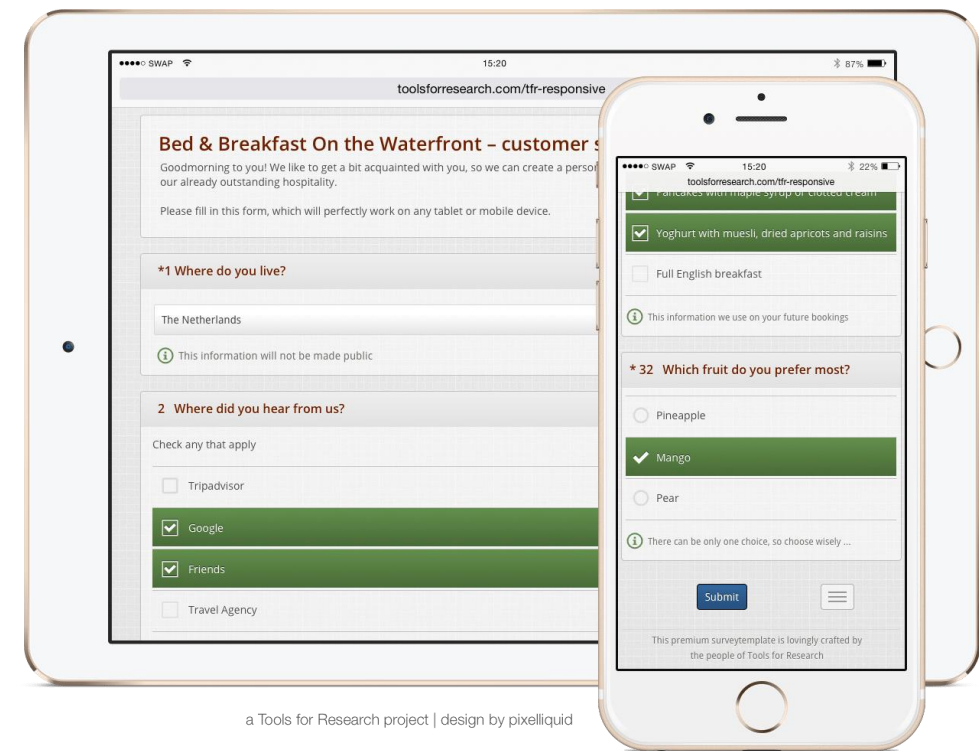 SWAP 15:20 87%
toolsforresearch.com/tfr-responsive
Bed & Breakfast On the Waterfront – customer
Goodmorning to you! We like to get a bit acquainted with you, so we can create a
our already outstanding hospitality.
Please fill in this form, which will perfectly work on any tablet or mobile device.
*1 Where do you live?
The Netherlands
This information will not be made public
2 Where did you hear from us?
Check any that apply
Tripadvisor
Google
Friends
Travel Agency
SWAP 15:20 22%
toolsforresearch.com/tfr-responsive
Pancakes with maple syrup or clotted cream
Yoghurt with muesli, dried apricots and raisins
Full English breakfast
This information we use on your future bookings
* 32 Which fruit do you prefer most?
Pineapple
Mango
Pear
There can be only one choice, so choose wisely ...
Submit
This premium surveytemplate is lovingly crafted by
the people of Tools for Research
a Tools for Research project | design by pixelliquid